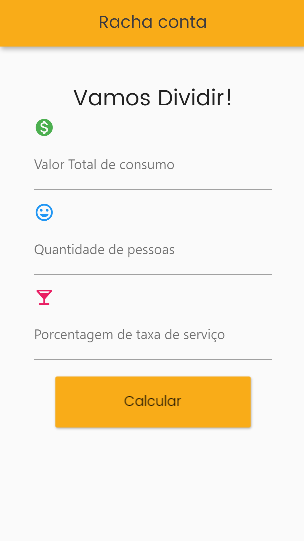 Racha conta
Vamos Dividir!
Valor Total de consumo
Quantidade de pessoas
Porcentagem de taxa de serviço
Calcular